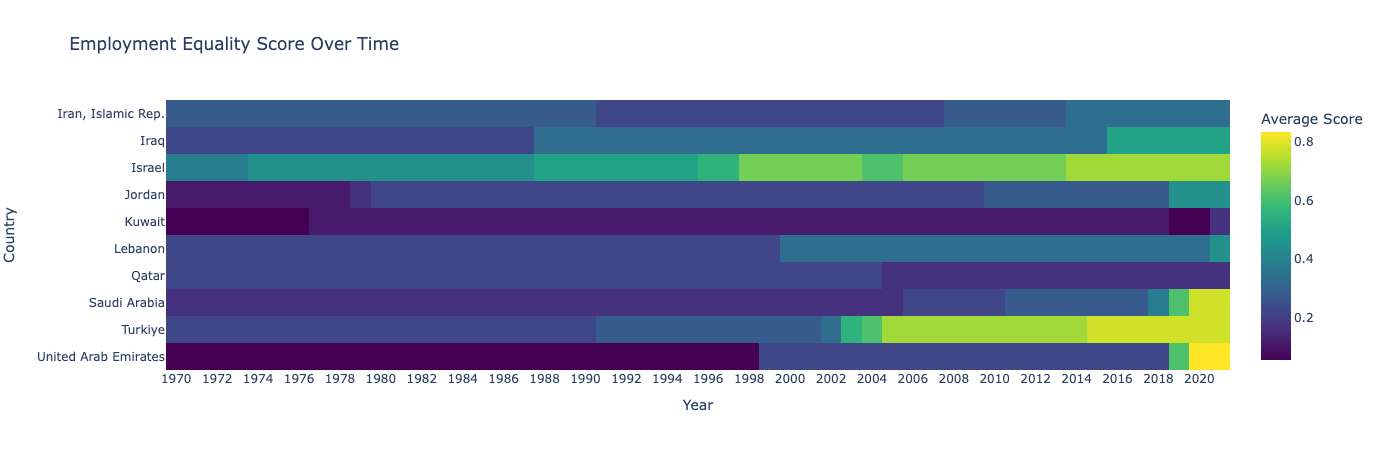 Employment Equality Score Over Time
Average Score
0.8
0.6
0.4
0.2
Country
Iran, Islamic Rep.
Iraq
Israel
Jordan
Kuwait
Lebanon
Qatar
Saudi Arabia
Turkiye
United Arab Emirates
1970 1972 1974 1976 1978 1980 1982 1984 1986 1988 1990 1992 1994 1996 1998 2000 2002 2004 2006 2008 2010 2012 2014 2016 2018 2020
Year